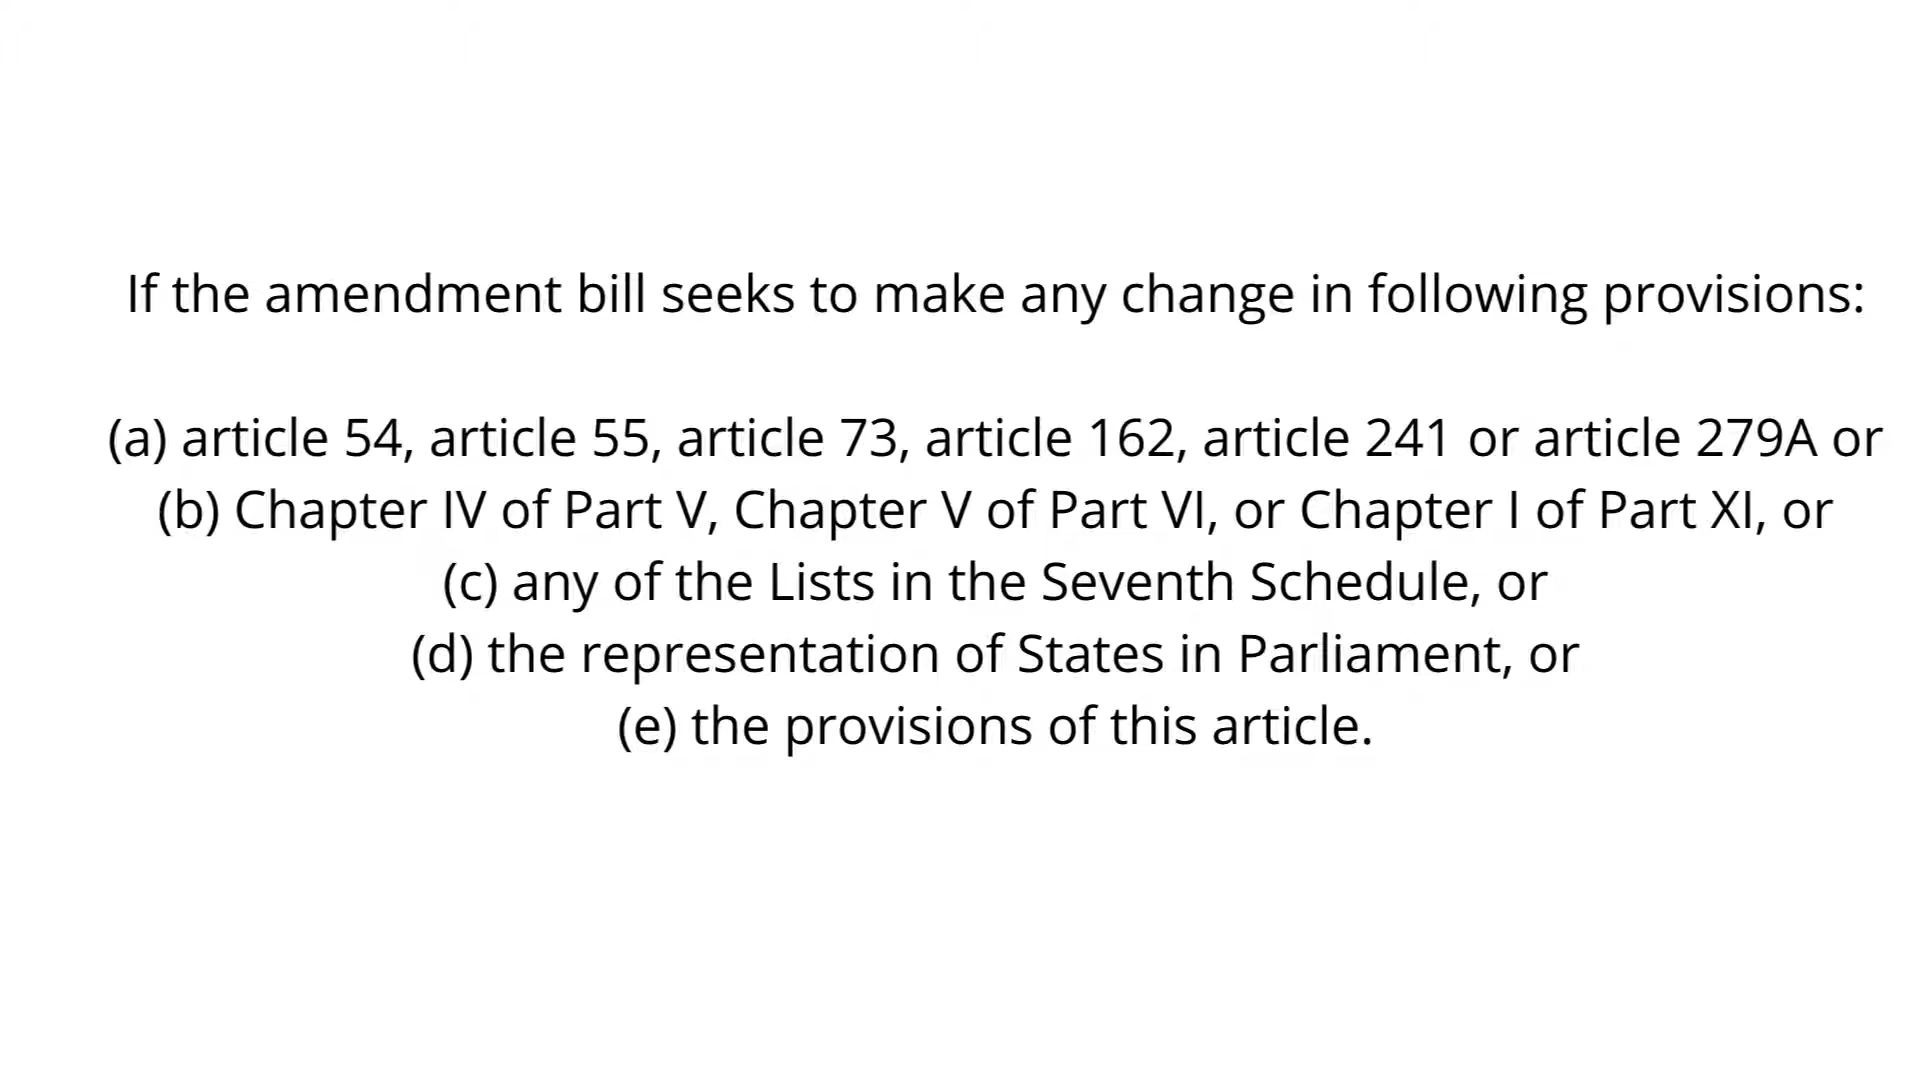 If the amendment bill seeks to make any change in following provisions:
(a) article 54, article 55, article 73, article 162, article 241 or article 279A or
(b) Chapter IV of Part V, Chapter V of Part VI, or Chapter I of Part XI, or
(c) any of the Lists in the Seventh Schedule, or
(d) the representation of States in Parliament, or
(e) the provisions of this article.